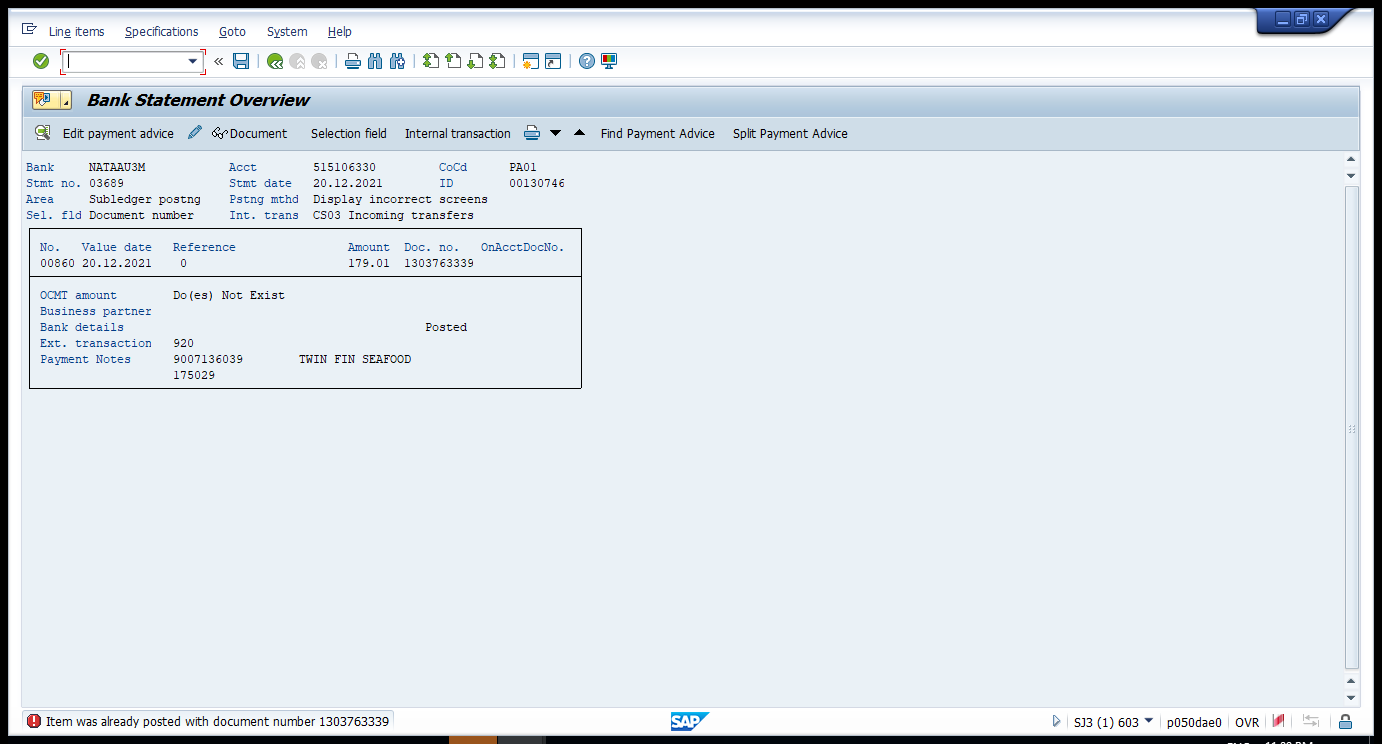 Line items Specifications Goto System Help
Bank Statement Overview
Edit payment advice Document Selection field Internal transaction Find Payment Advice Split Payment Advice
Bank NATAAU3M Acct 515106330 CoCd PA01
Stmt no. 03689 Stmt date 20.12.2021 ID 00130746
Area Subledger postng Pstng mthd Display incorrect screens
Sel. fld Document number Int. trans CS03 Incoming transfers
No. Value date Reference Amount Doc. no. OnAcctDocNo.
00860 20.12.2021 0 179.01 1303763339
OCMT amount Do(es) Not Exist
Business partner
Bank details Posted
Ext. transaction 920
Payment Notes 9007136039 TWIN FIN SEAFOOD
175029
Item was already posted with document number 1303763339 SAP SJ3 (1) 603 p050dae0 OVR